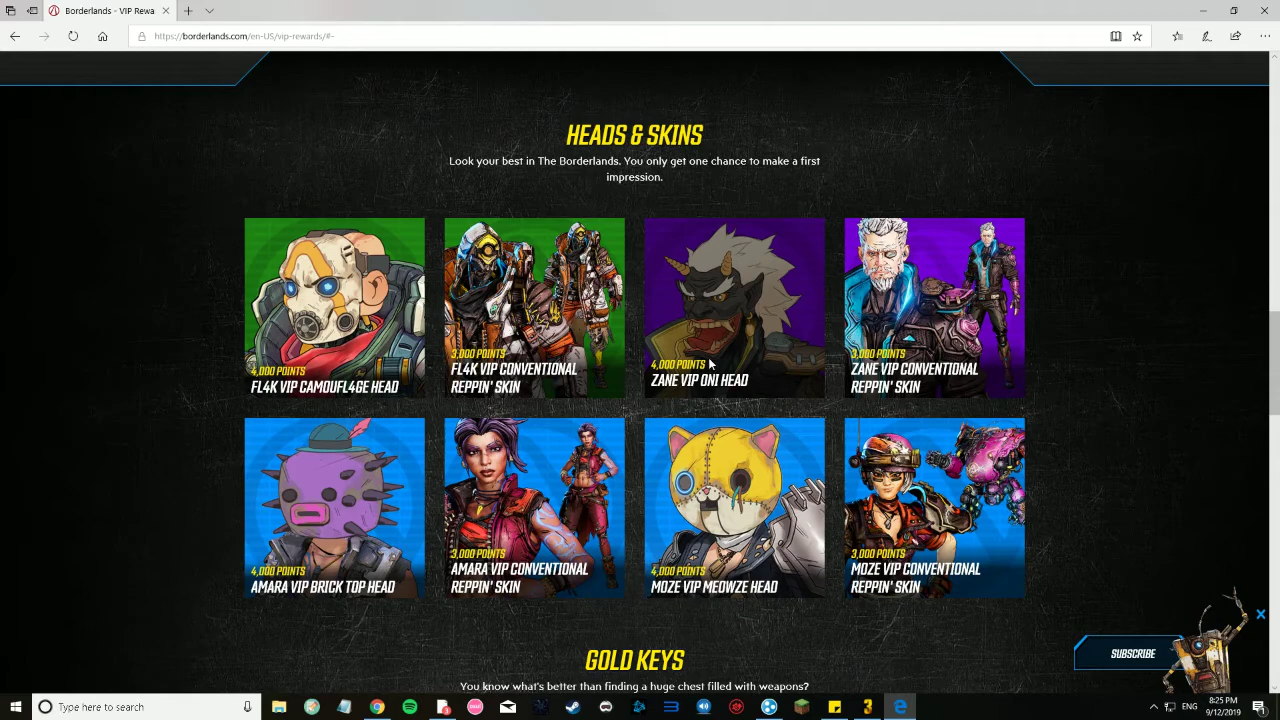 Borderlands - VIP Rewa
https://borderlands.com/en-US/vip-rewards/#-
HEADS & SKINS
Look your best in The Borderlands. You only get one chance to make a first
impression.
4,000 POINTS
FL4K VIP CAMOUFL4GE HEAD
3,000 POINTS
FL4K VIP CONVENTIONAL
REPPIN' SKIN
4,000 POINTS
ZANE VIP ONI HEAD
3,000 POINTS
ZANE VIP CONVENTIONAL
REPPIN' SKIN
4,000 POINTS
AMARA VIP BRICK TOP HEAD
3,000 POINTS
AMARA VIP CONVENTIONAL
REPPIN' SKIN
4,000 POINTS
MOZE VIP MEOWZE HEAD
3,000 POINTS
MOZE VIP CONVENTIONAL
REPPIN' SKIN
GOLD KEYS
You know what's better than finding a huge chest filled with weapons?
SUBSCRIBE
Type here to search
ENG
8:25 PM
9/12/2019